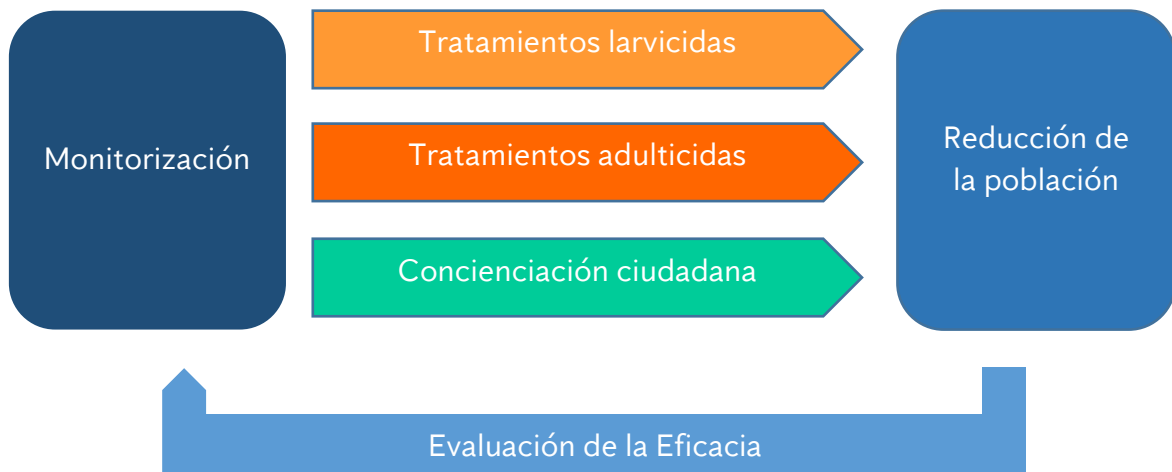 Monitorización
Tratamientos larvicidas
Tratamientos adulticidas
Concienciación ciudadana
Reducción de
la población
Evaluación de la Eficacia